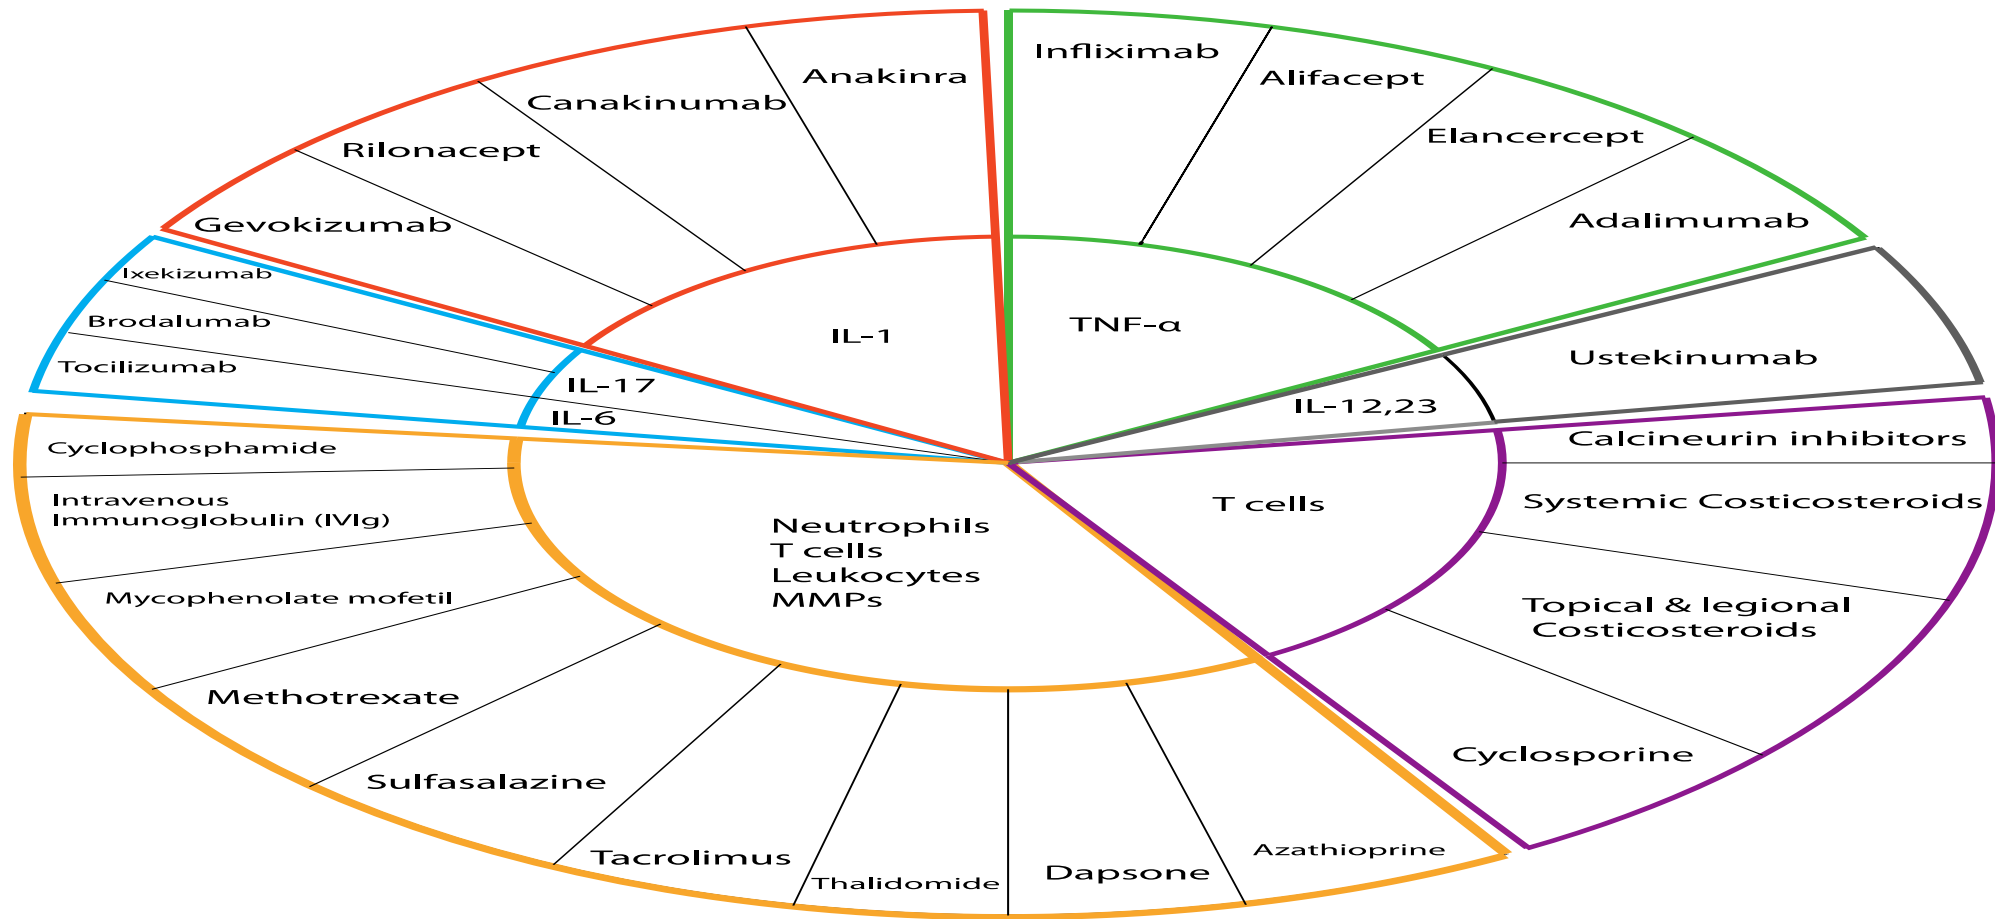 Infliximab
Alifacept
Elancercept
Adalimumab
TNF-α
Ustekinumab
IL-12,23
Calcineurin inhibitors
Systemic Costicosteroids
Topical & legional
Costicosteroids
Cyclosporine
T cells
Azathioprine
Dapsone
Thalidomide
Tacrolimus
Sulfasalazine
Methotrexate
Mycophenolate mofetil
Intravenous
Immunoglobulin (IVIg)
Cyclophosphamide
Neutrophils
T cells
Leukocytes
MMPs
Tocilizumab
IL-6
Brodalumab
Ixekizumab
IL-17
Gevokizumab
Rilonacept
Canakinumab
Anakinra
IL-1